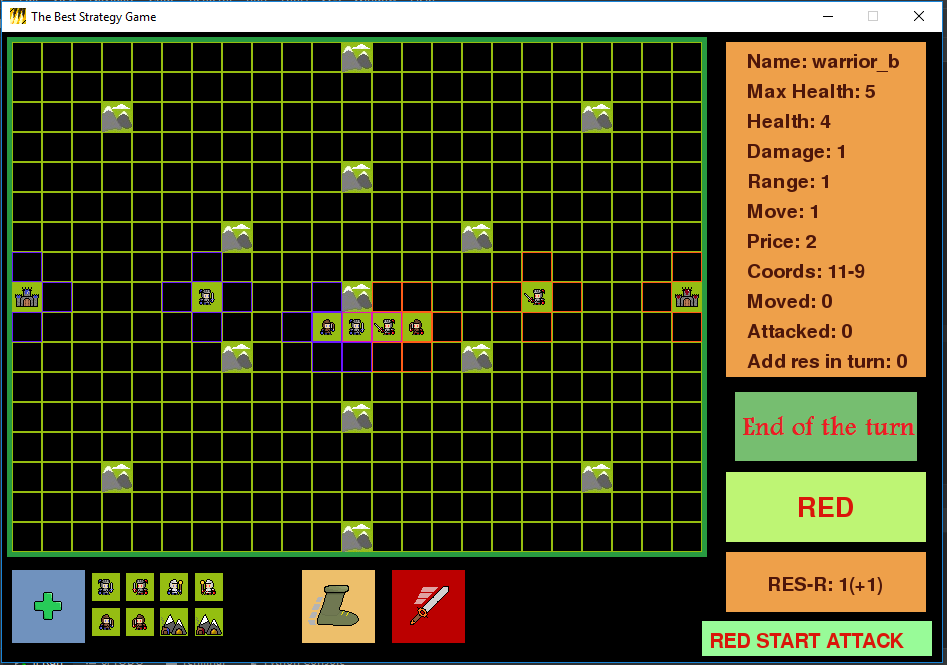 The Best Strategy Game
Name: warrior_b
Max Health: 5
Health: 4
Damage: 1
Range: 1
Move: 1
Price: 2
Coords: 11-9
Moved: 0
Attacked: 0
Add res in turn: 0
End of the turn
RED
RES-R: 1(+1)
RED START ATTACK